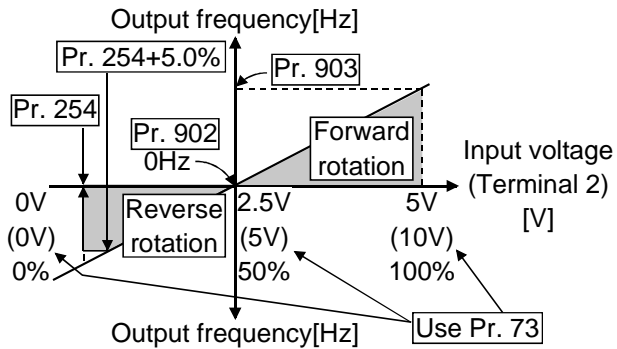 Output frequency[Hz]
Pr. 254+5.0%
Pr. 903
Pr. 254
Pr. 902
0Hz
Forward
rotation
Input voltage
(Terminal 2)
[V]
0V
(0V)
0%
Reverse
rotation
2.5V
(5V)
50%
5V
(10V)
100%
Use Pr. 73
Output frequency[Hz]